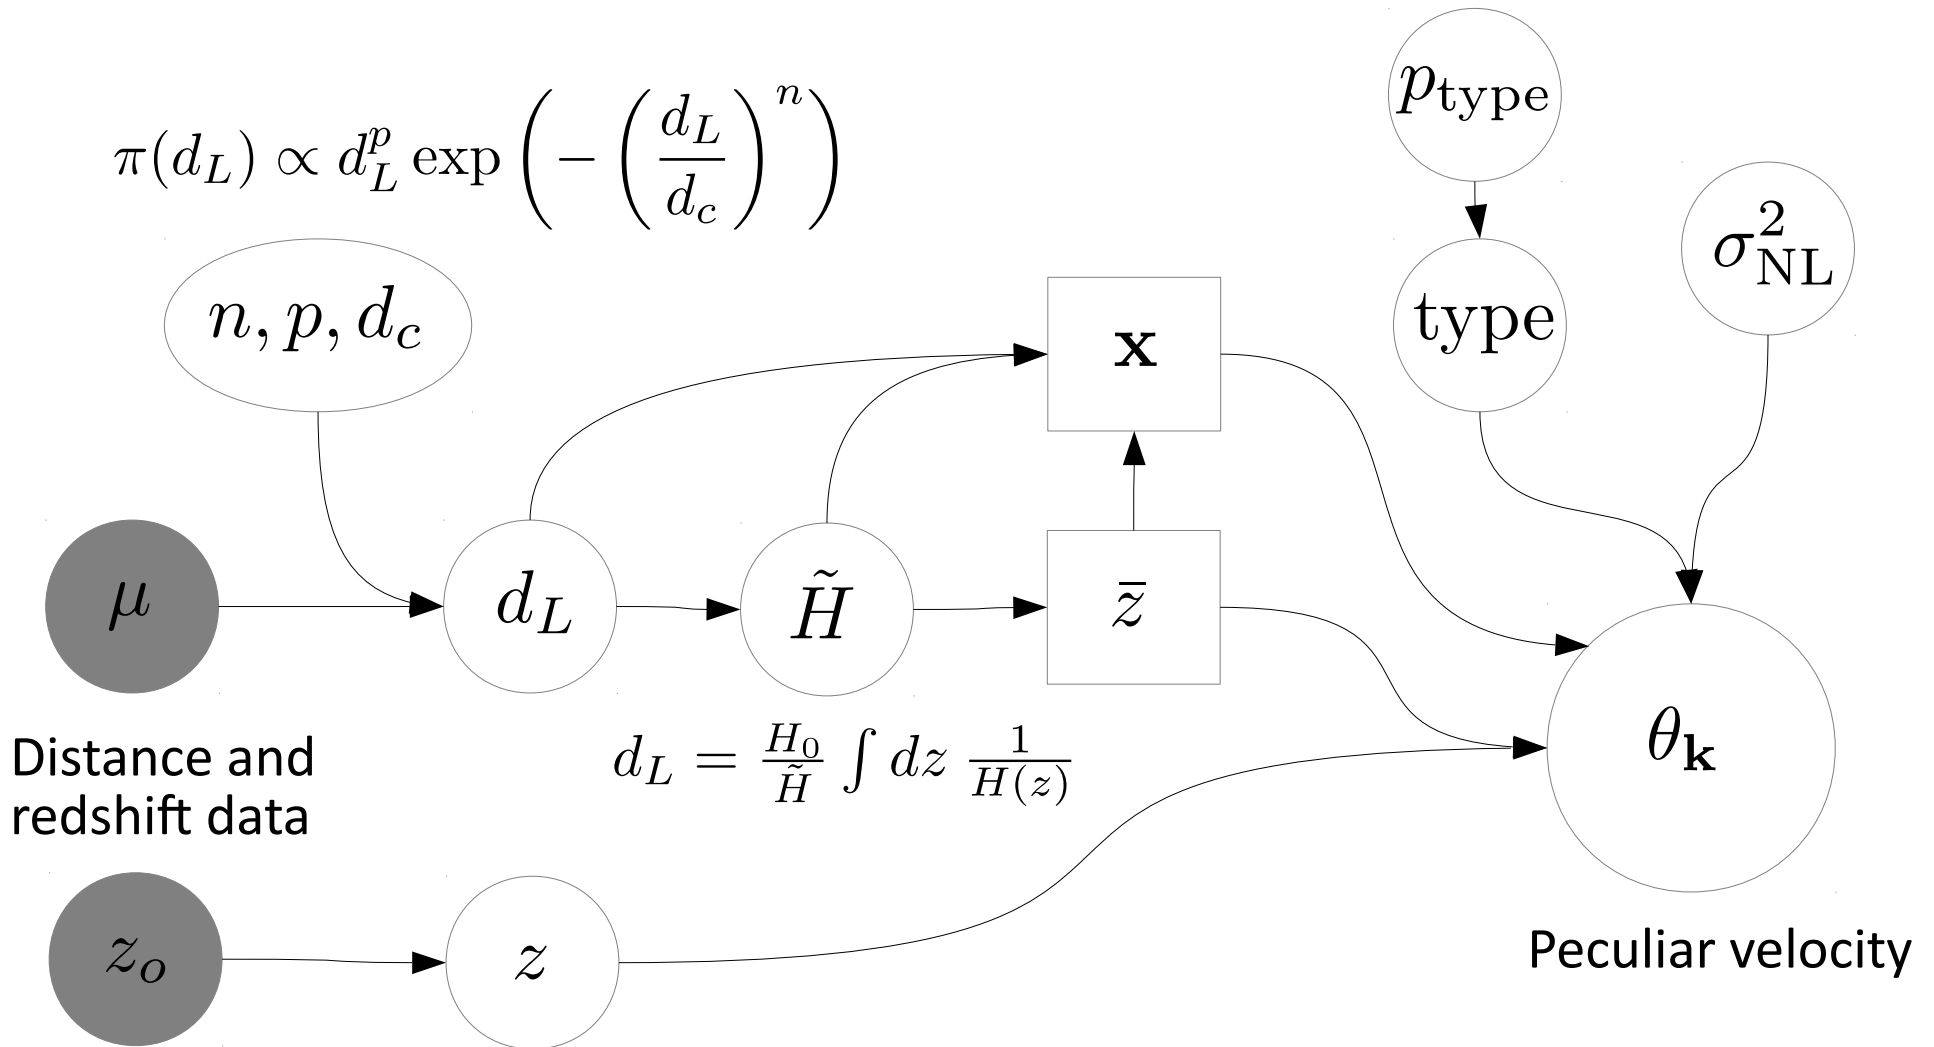 p_type
π(d_L) ∝ d_L^p exp(−(d_L/d_c)^n)
σ²_NL
n, p, d_c
type
x
μ
d_L
H̃
z̄
θ_k
Distance and
redshift data
d_L = H_0/H̃ ∫ dz 1/H(z)
z_o
z
Peculiar velocity